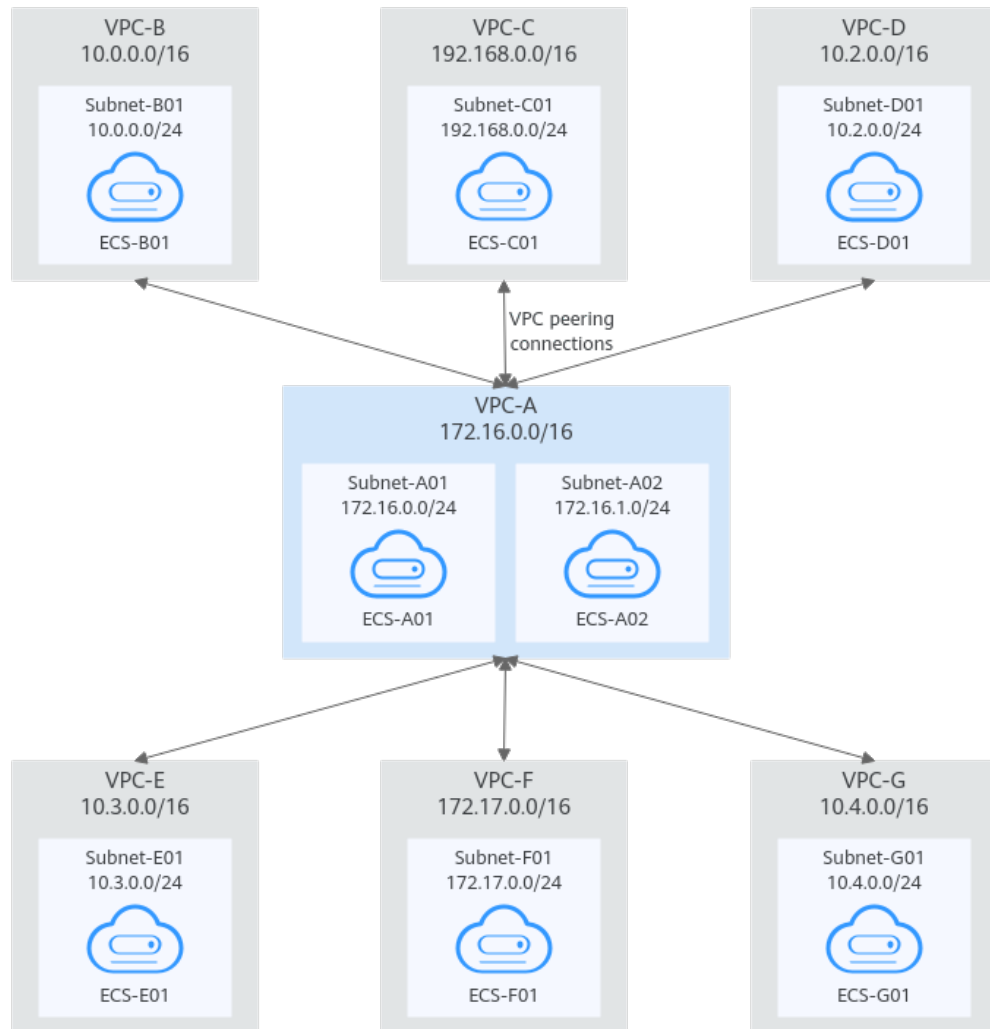 VPC-B
10.0.0.0/16
Subnet-B01
10.0.0.0/24
ECS-B01
VPC-C
192.168.0.0/16
Subnet-C01
192.168.0.0/24
ECS-C01
VPC-D
10.2.0.0/16
Subnet-D01
10.2.0.0/24
ECS-D01
VPC peering
connections
VPC-A
172.16.0.0/16
Subnet-A01
172.16.0.0/24
ECS-A01
Subnet-A02
172.16.1.0/24
ECS-A02
VPC-E
10.3.0.0/16
Subnet-E01
10.3.0.0/24
ECS-E01
VPC-F
172.17.0.0/16
Subnet-F01
172.17.0.0/24
ECS-F01
VPC-G
10.4.0.0/16
Subnet-G01
10.4.0.0/24
ECS-G01